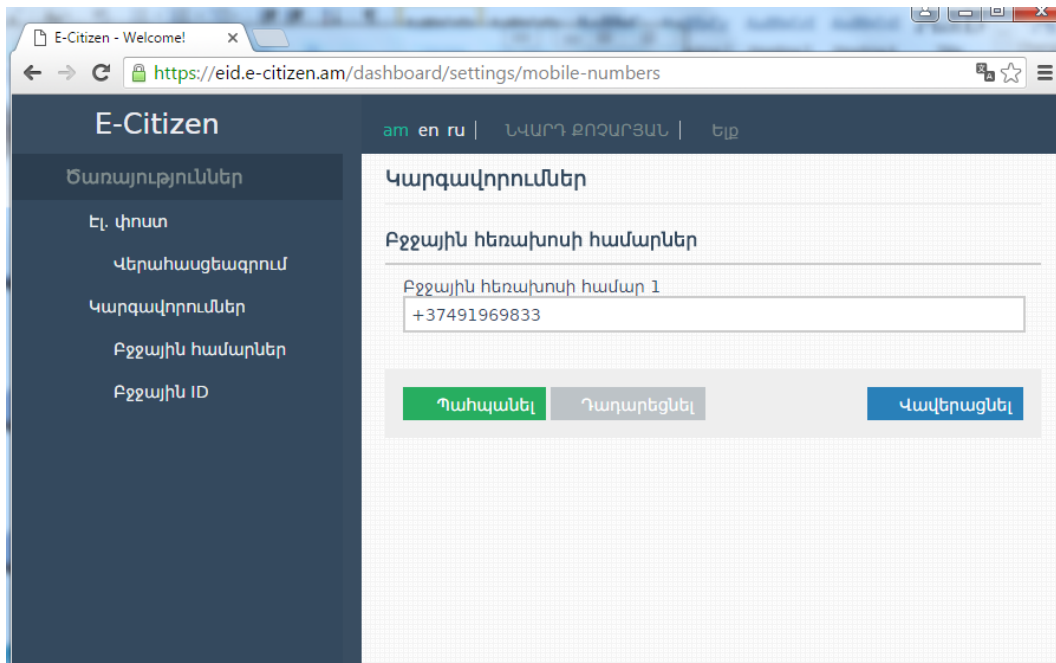 E-Citizen - Welcome!
https://eid.e-citizen.am/dashboard/settings/mobile-numbers
E-Citizen
am en ru | ՆՎԱՐԴ ՔՈՉԱՐՅԱՆ | Ելք
Ծառայություններ
Էլ. փոստ
Վերահասցեագրում
Կարգավորումներ
Բջջային համարներ
Բջջային ID
Կարգավորումներ
Բջջային հեռախոսի համարներ
Բջջային հեռախոսի համար 1
+37491969833
Պահպանել Դադարեցնել Վավերացնել